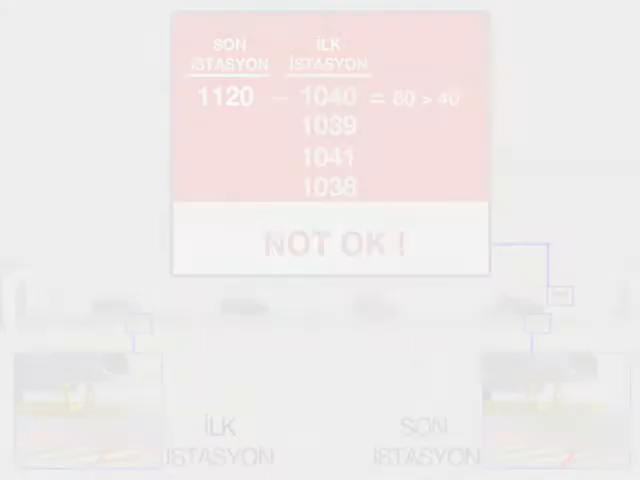 SON İSTASYON
İLK İSTASYON
1120 - 1040 = 80 > 40
1039
1041
1038
NOT OK !
İLK İSTASYON
SON İSTASYON